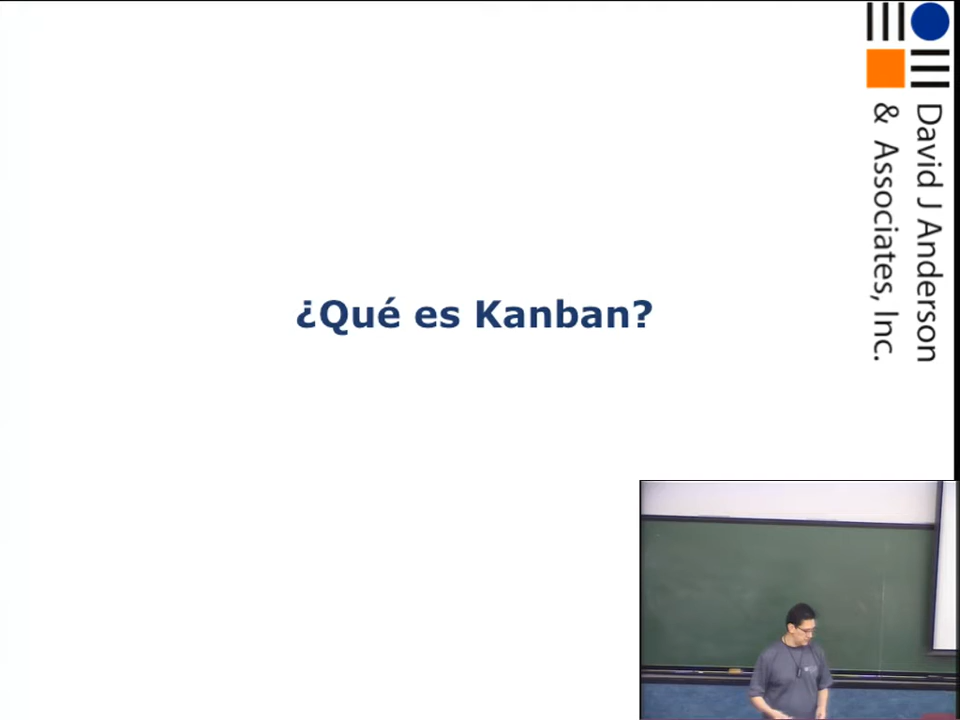 ¿Qué es Kanban?
David J Anderson
& Associates, Inc.